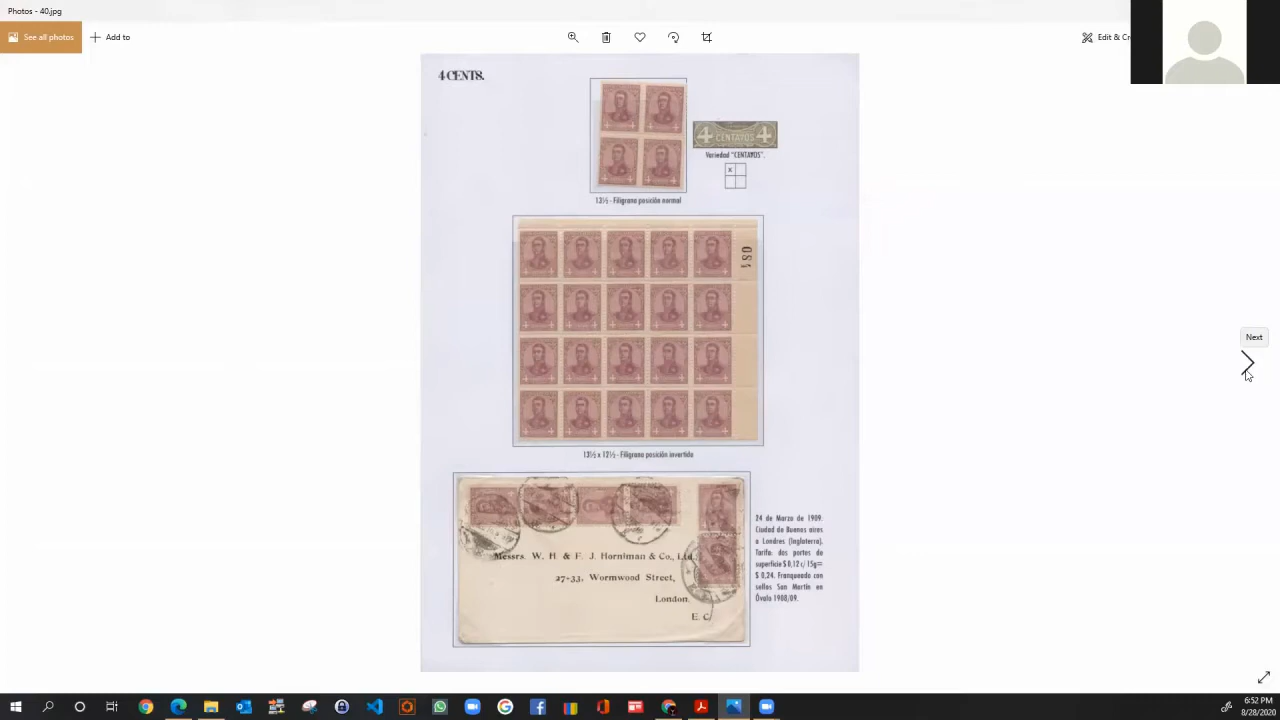 Photos - 40.jpg
See all photos
Add to
Edit & Cr
4 CENTS.
4 CENTAVOS 4
Variedad "CENTAYOS".
x
13½ - Filigrana posición normal
084
13½ x 12½ - Filigrana posición invertida
Messrs. W. H & F. J. Horniman & Co., Ltd.,
27-33, Wormwood Street,
London.
E. C.
24 de Marzo de 1909.
Ciudad de Buenos aires
a Londres (Inglaterra).
Tarifa: dos portes de
superficie $ 0,12 c/ 15g=
$ 0,24. Franqueado con
sellos San Martín en
Óvalo 1908/09.
Next
6:52 PM
8/28/2020